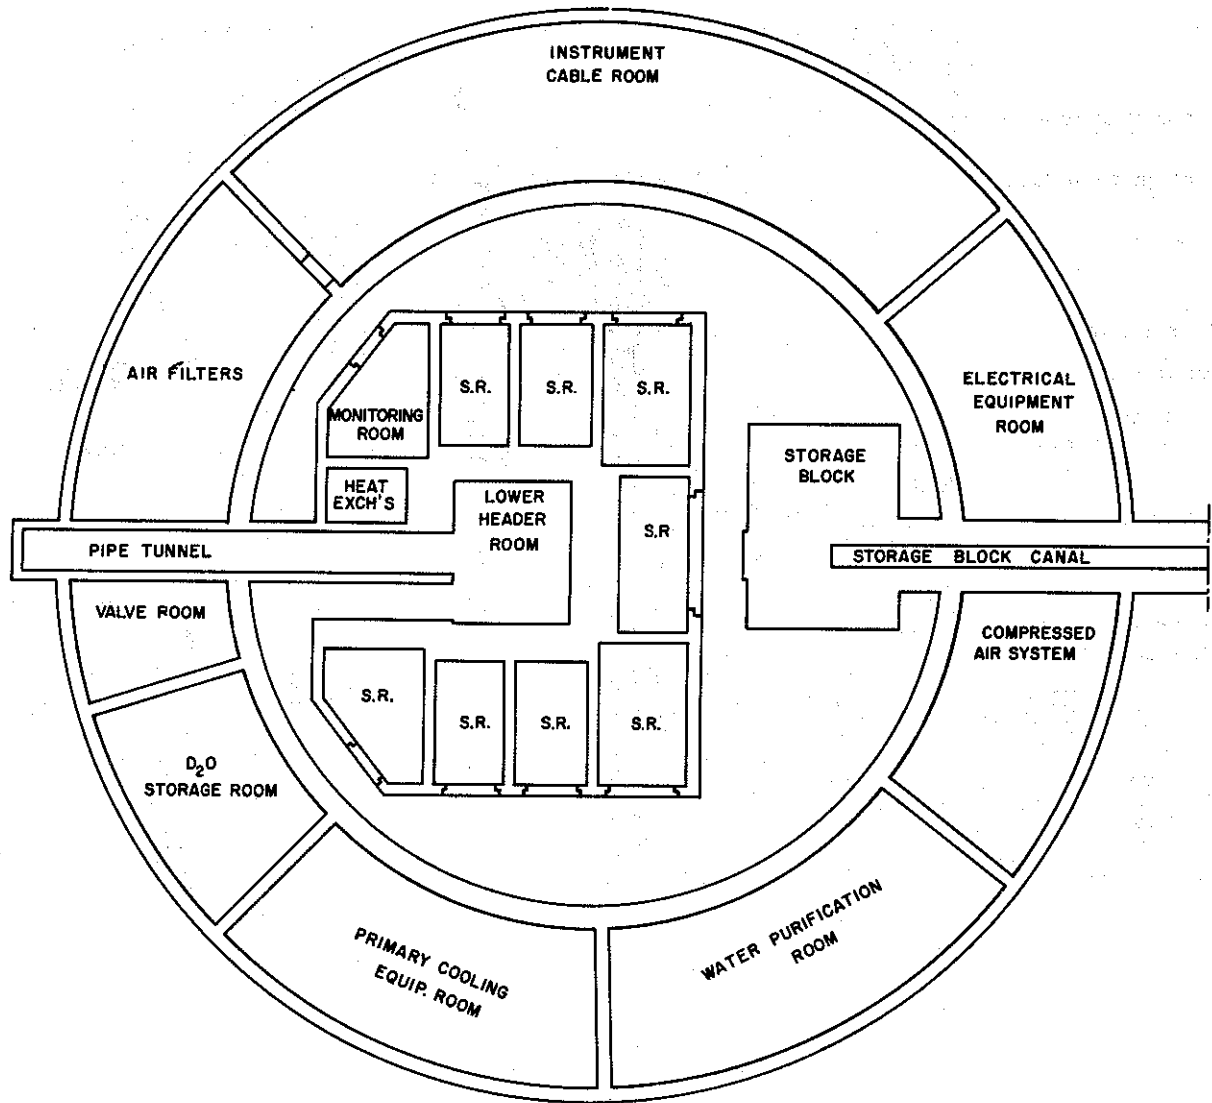 INSTRUMENT
CABLE ROOM
AIR FILTERS
S.R.
S.R.
S.R.
ELECTRICAL
EQUIPMENT
ROOM
MONITORING
ROOM
STORAGE
BLOCK
HEAT
EXCH'S
LOWER
HEADER
ROOM
S.R
PIPE TUNNEL
STORAGE BLOCK CANAL
VALVE ROOM
COMPRESSED
AIR SYSTEM
S.R.
S.R.
S.R.
S.R.
D₂O
STORAGE ROOM
PRIMARY COOLING
EQUIP. ROOM
WATER PURIFICATION
ROOM